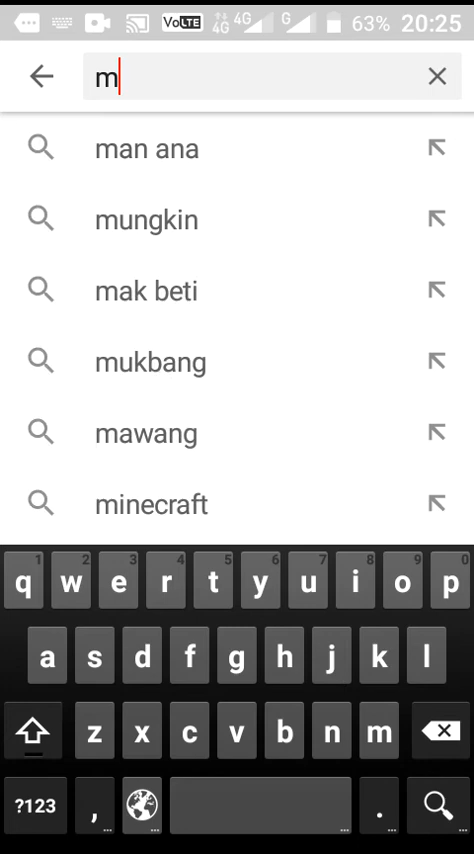 VoLTE 4G 4G G 63% 20:25
m
man ana
mungkin
mak beti
mukbang
mawang
minecraft
1 2 3 4 5 6 7 8 9 0
q w e r t y u i o p
a s d f g h j k l
z x c v b n m
?123 , .